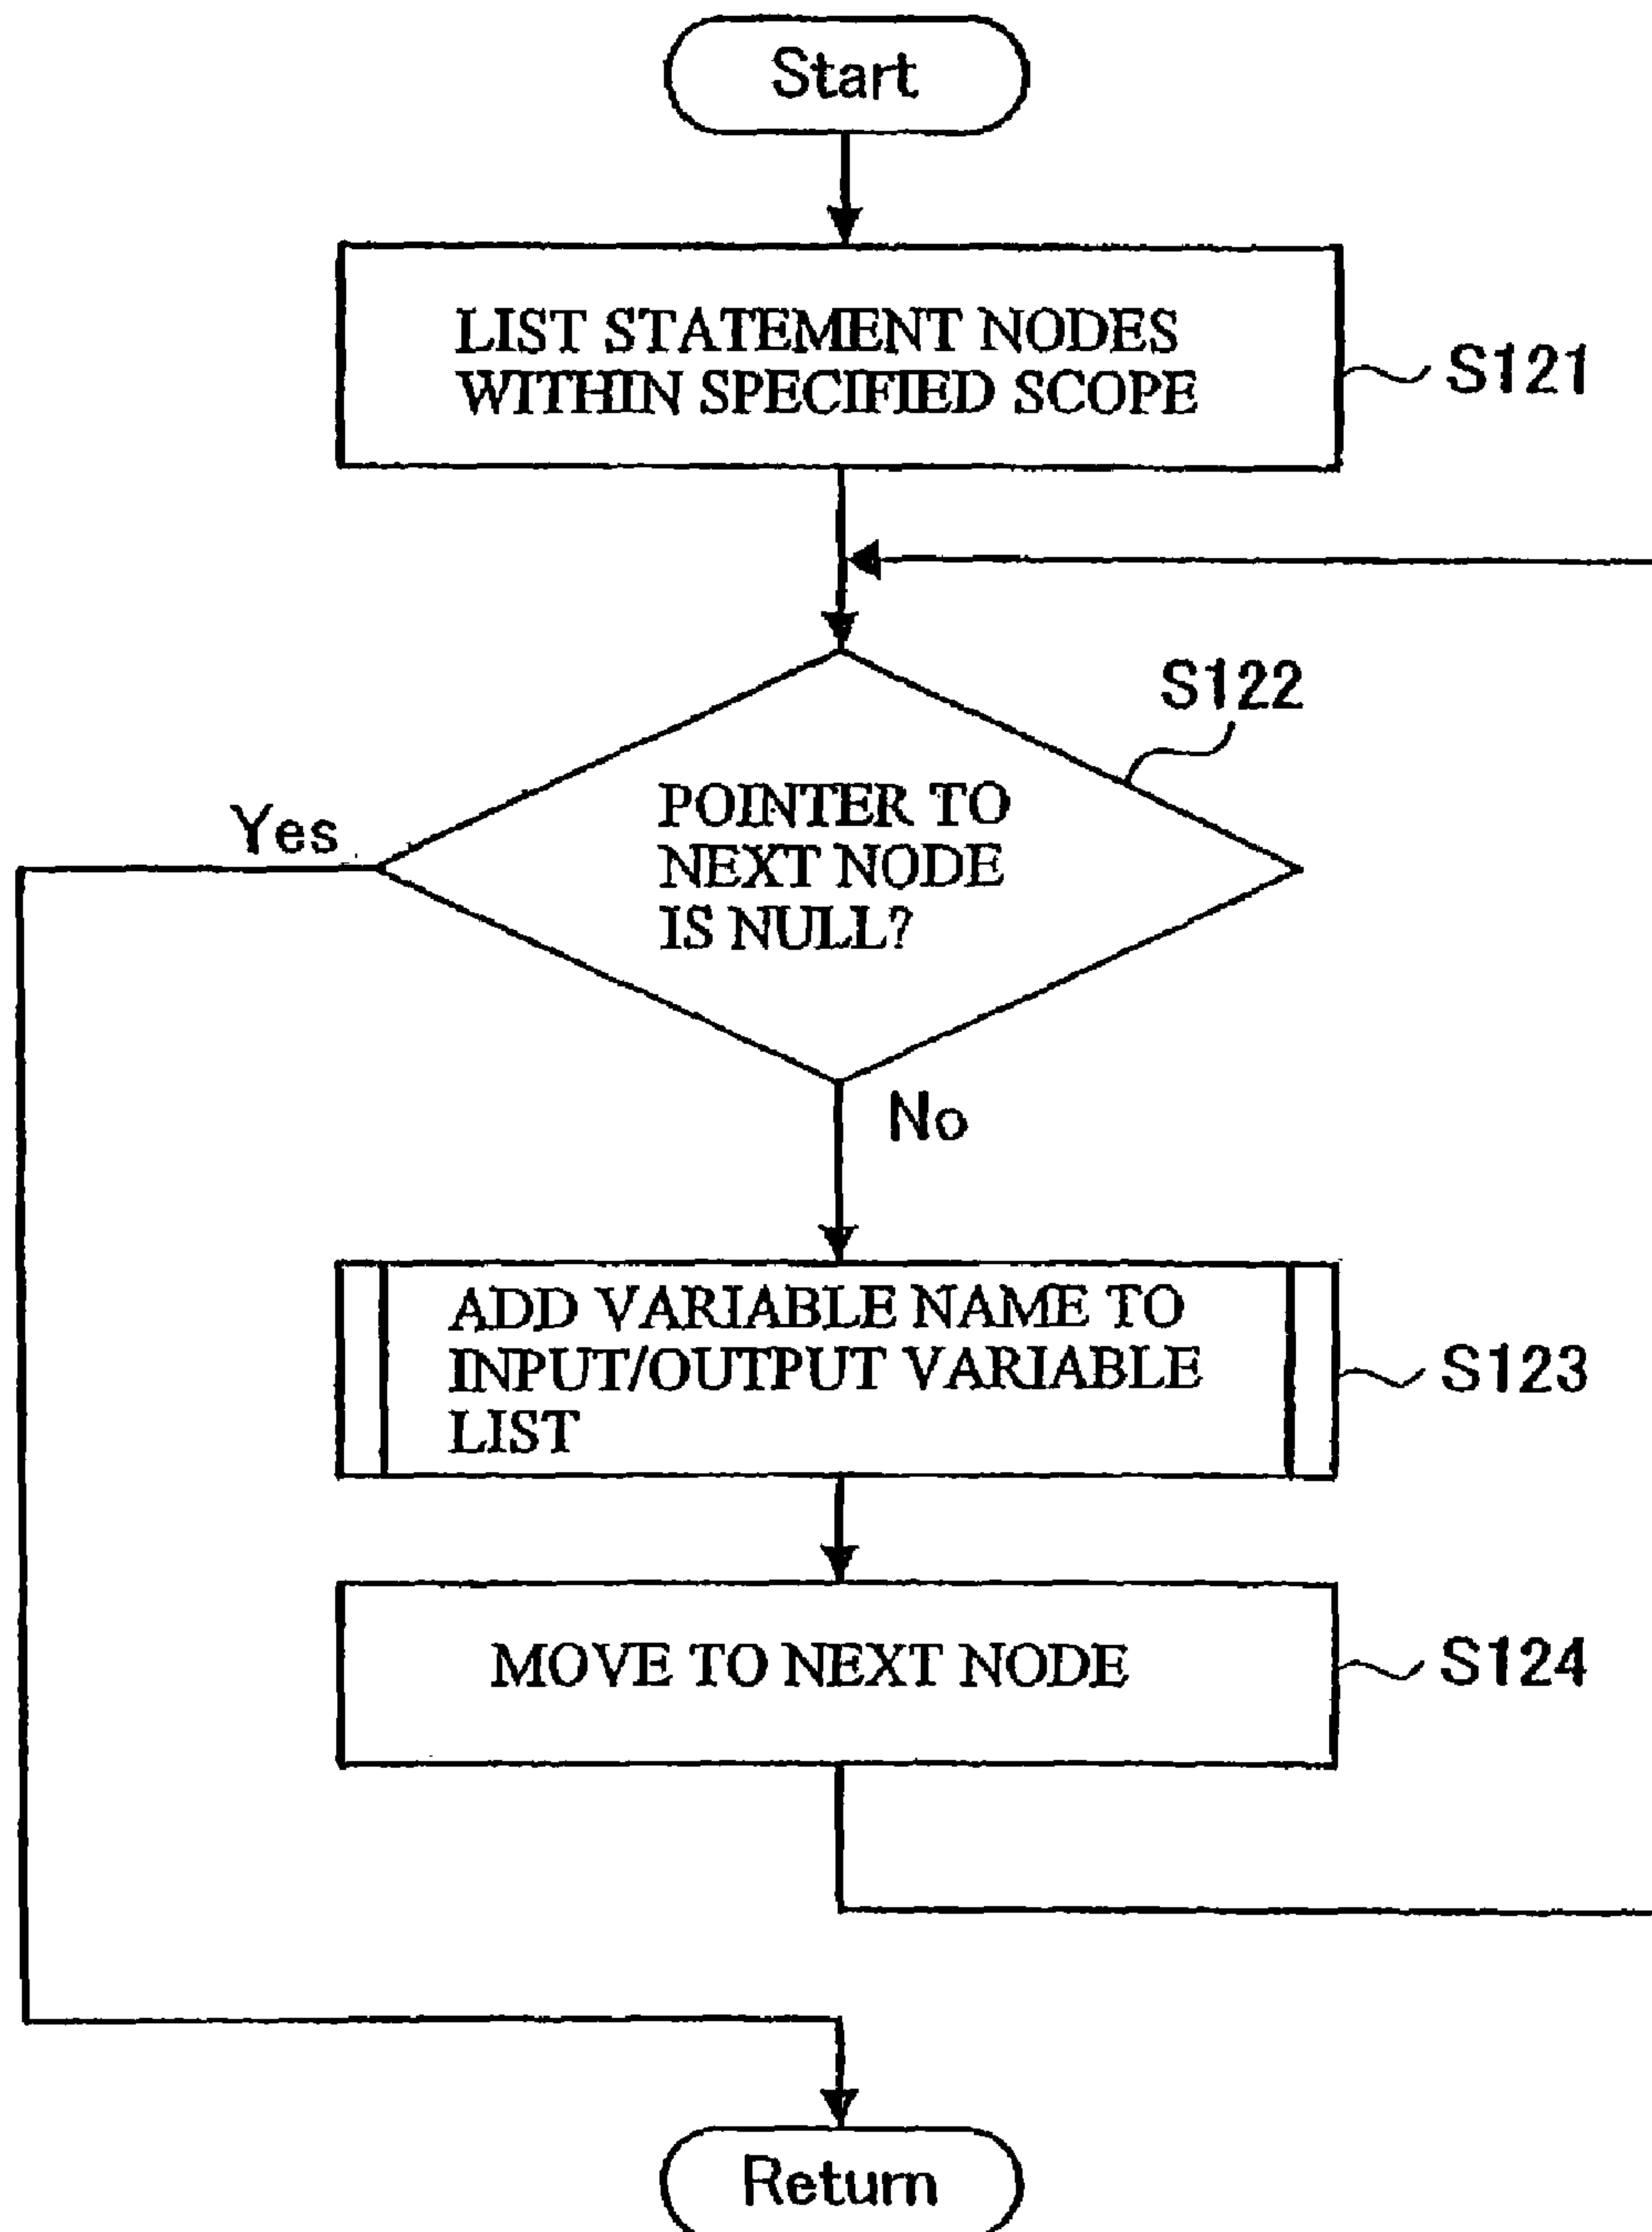 Start
LIST STATEMENT NODES
WITHIN SPECIFIED SCOPE
S121
S122
POINTER TO
NEXT NODE
IS NULL?
Yes
No
ADD VARIABLE NAME TO
INPUT/OUTPUT VARIABLE
LIST
S123
MOVE TO NEXT NODE
S124
Return